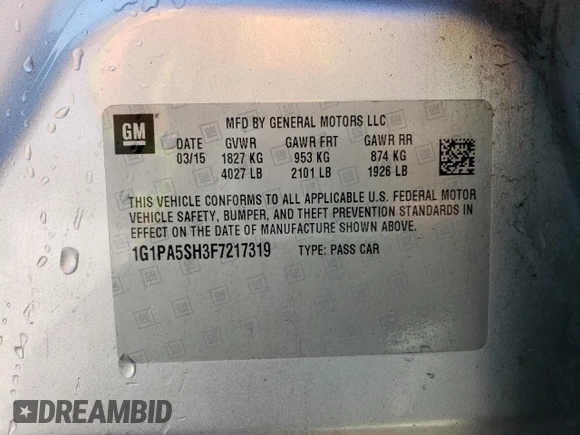 GM
MFD BY GENERAL MOTORS LLC
DATE GVWR GAWR FRT GAWR RR
03/15 1827 KG 953 KG 874 KG
4027 LB 2101 LB 1926 LB
THIS VEHICLE CONFORMS TO ALL APPLICABLE U.S. FEDERAL MOTOR
VEHICLE SAFETY, BUMPER, AND THEFT PREVENTION STANDARDS IN
EFFECT ON THE DATE OF MANUFACTURE SHOWN ABOVE.
1G1PA5SH3F7217319 TYPE: PASS CAR
DREAMBID